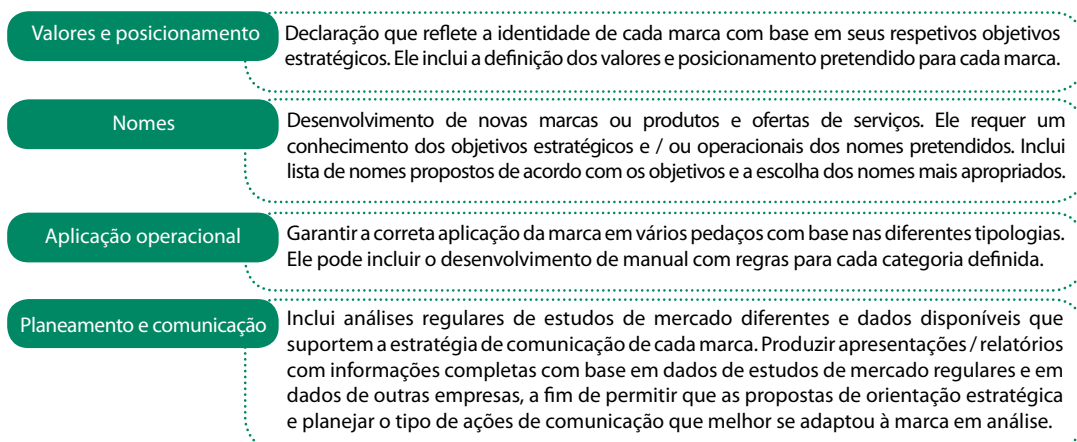 Valores e posicionamento
Declaração que reflete a identidade de cada marca com base em seus respetivos objetivos
estratégicos. Ele inclui a definição dos valores e posicionamento pretendido para cada marca.
Nomes
Desenvolvimento de novas marcas ou produtos e ofertas de serviços. Ele requer um
conhecimento dos objetivos estratégicos e / ou operacionais dos nomes pretendidos. Inclui
lista de nomes propostos de acordo com os objetivos e a escolha dos nomes mais apropriados.
Aplicação operacional
Garantir a correta aplicação da marca em vários pedaços com base nas diferentes tipologias.
Ele pode incluir o desenvolvimento de manual com regras para cada categoria definida.
Planeamento e comunicação
Inclui análises regulares de estudos de mercado diferentes e dados disponíveis que
suportem a estratégia de comunicação de cada marca. Produzir apresentações / relatórios
com informações completas com base em dados de estudos de mercado regulares e em
dados de outras empresas, a fim de permitir que as propostas de orientação estratégica
e planejar o tipo de ações de comunicação que melhor se adaptou à marca em análise.